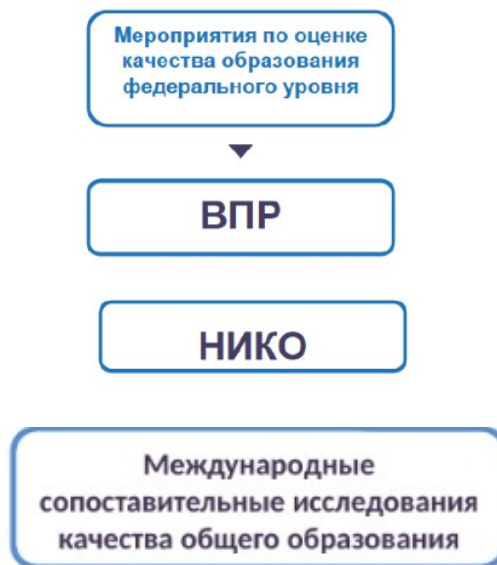 Мероприятия по оценке
качества образования
федерального уровня
ВПР
НИКО
Международные
сопоставительные исследования
качества общего образования